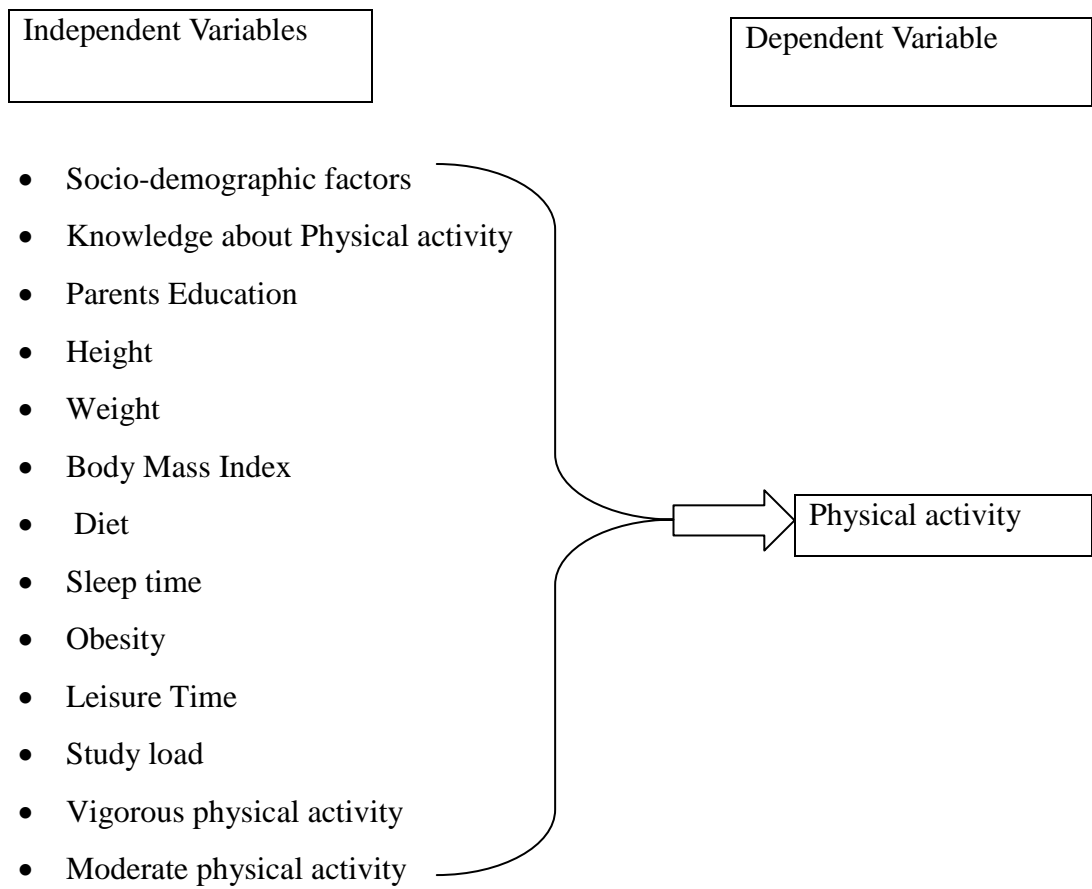 Independent Variables
Dependent Variable
• Socio-demographic factors
• Knowledge about Physical activity
• Parents Education
• Height
• Weight
• Body Mass Index
• Diet
• Sleep time
• Obesity
• Leisure Time
• Study load
• Vigorous physical activity
• Moderate physical activity
Physical activity